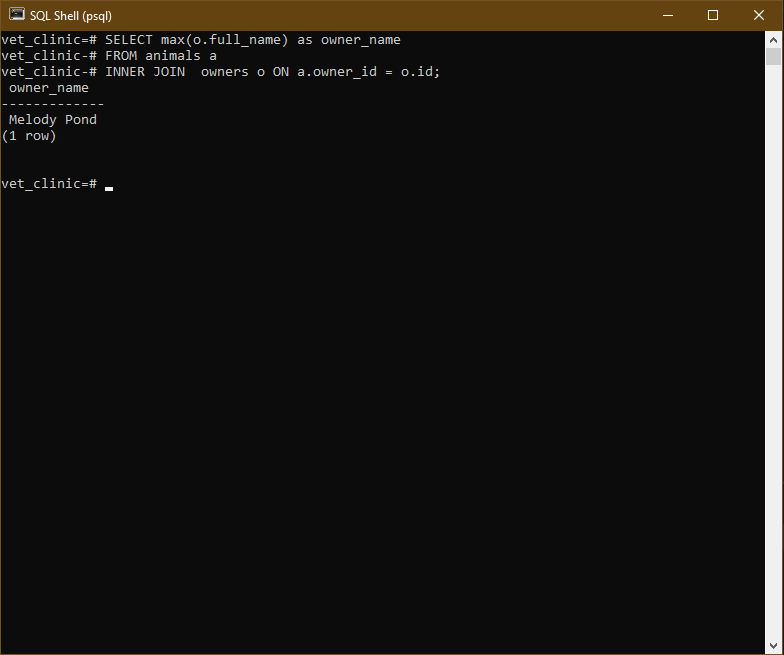 SQL Shell (psql)
vet_clinic=# SELECT max(o.full_name) as owner_name
vet_clinic-# FROM animals a
vet_clinic-# INNER JOIN  owners o ON a.owner_id = o.id;
 owner_name
-------------
 Melody Pond
(1 row)
vet_clinic=#